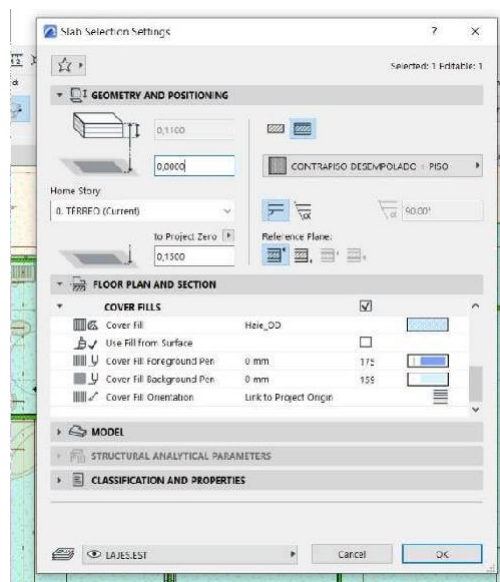 Slab Selection Settings ? ×
Selected: 1 Editable: 1
GEOMETRY AND POSITIONING
0,1100
0,0000
CONTRAPISO DESEMPOLADO + PISO
Home Story:
0. TÉRREO (Current)
90.00°
to Project Zero
Reference Plane:
0,1500
FLOOR PLAN AND SECTION
COVER FILLS
Cover Fill
Use Fill from Surface
Cover Fill Foreground Pen 0 mm 175
Cover Fill Background Pen 0 mm 159
Cover Fill Orientation Link to Project Origin
MODEL
STRUCTURAL ANALYTICAL PARAMETERS
CLASSIFICATION AND PROPERTIES
LAJES.EST Cancel OK